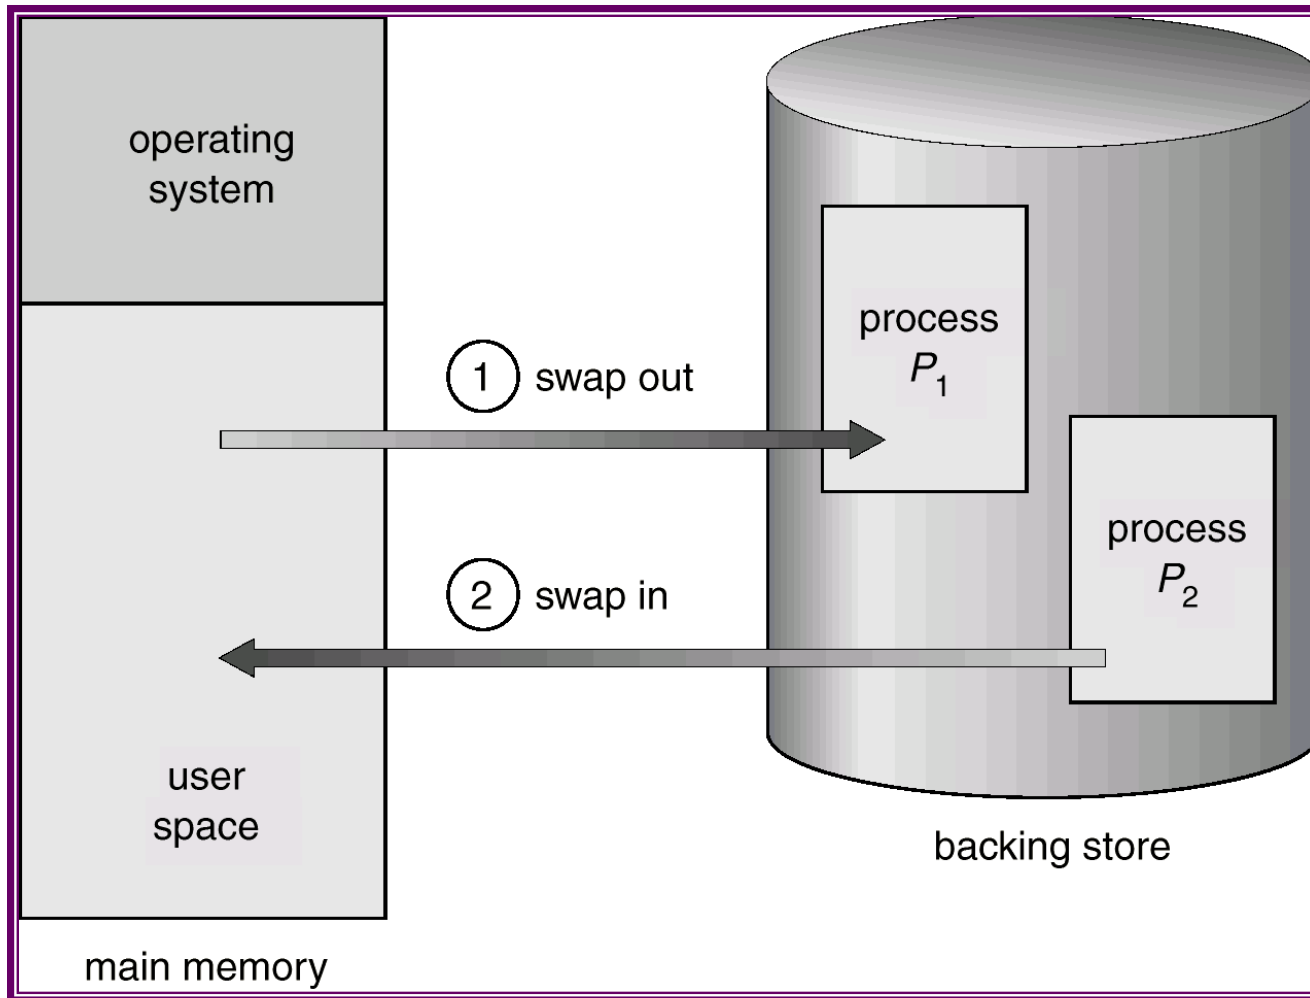 operating
system
1 swap out
process
P1
process
P2
2 swap in
user
space
backing store
main memory